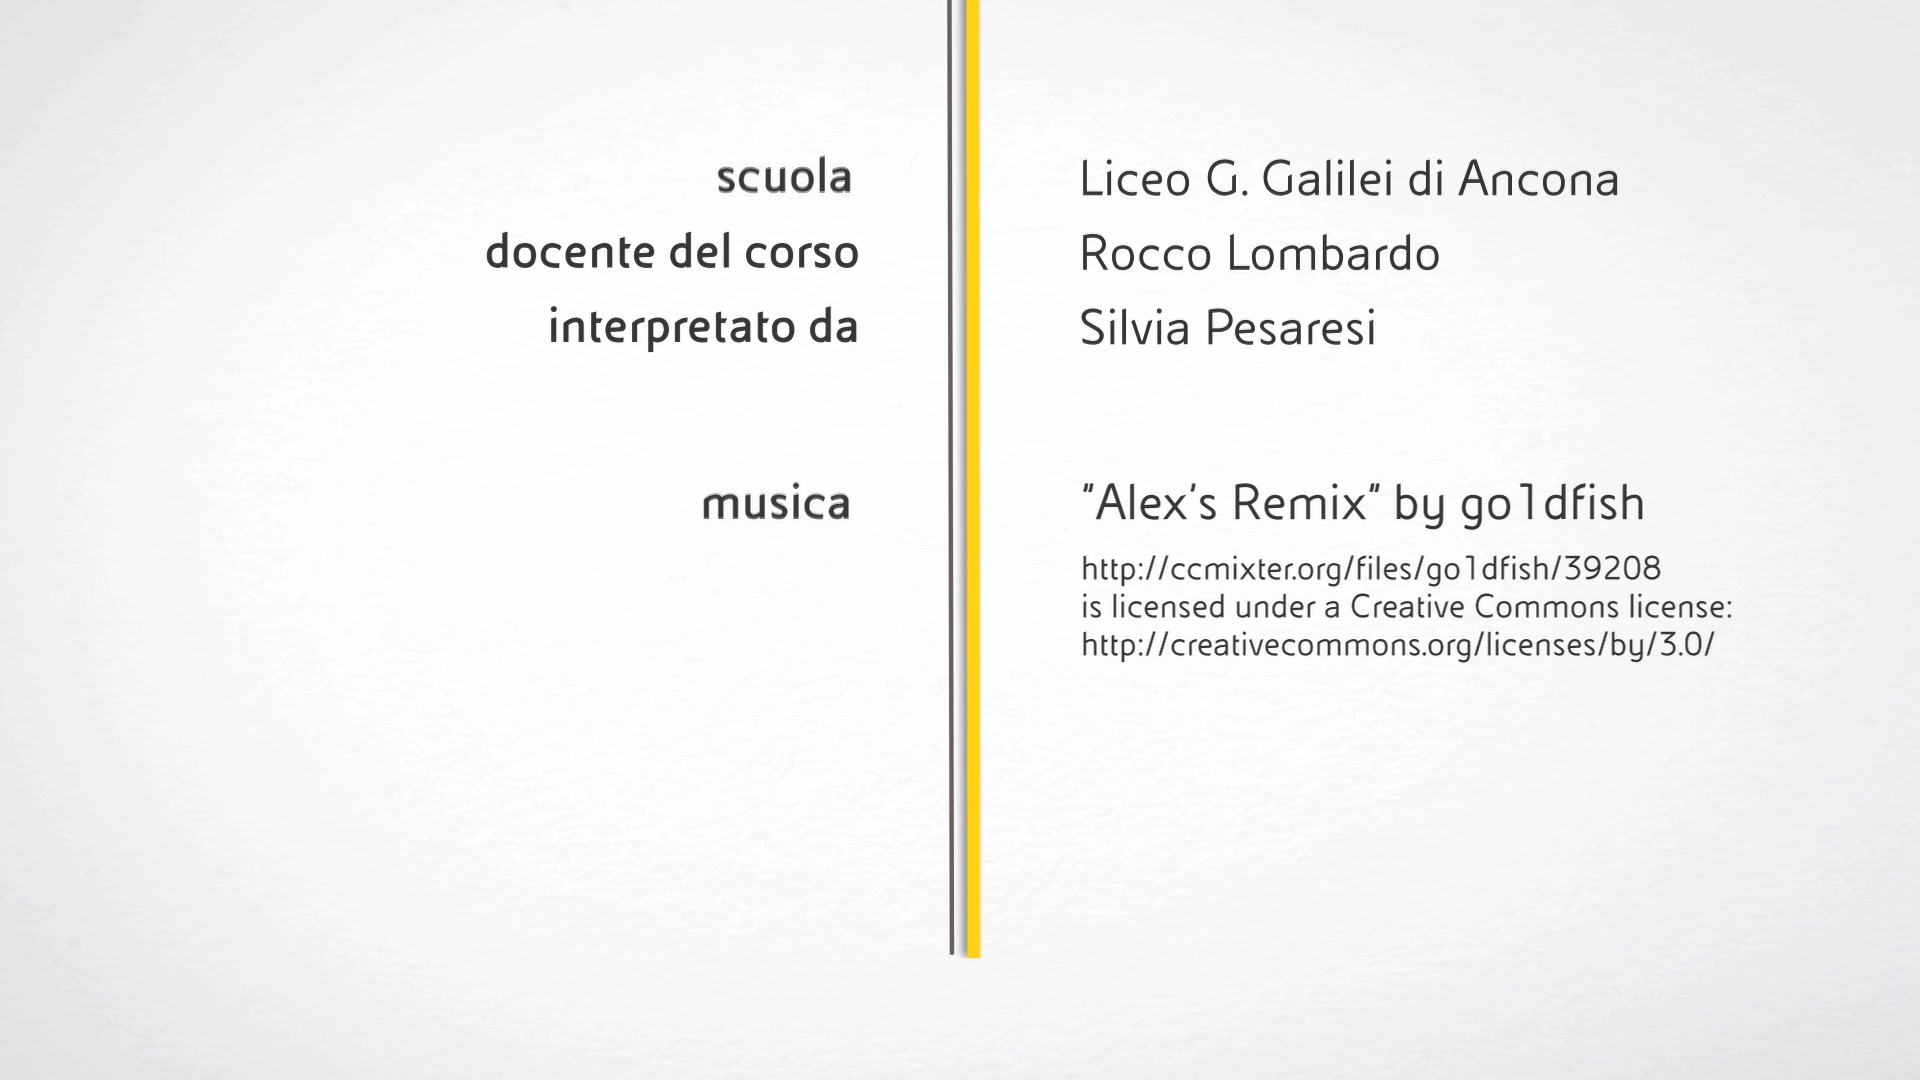 scuola Liceo G. Galilei di Ancona
docente del corso Rocco Lombardo
interpretato da Silvia Pesaresi
musica "Alex's Remix" by go1dfish
http://ccmixter.org/files/go1dfish/39208
is licensed under a Creative Commons license:
http://creativecommons.org/licenses/by/3.0/